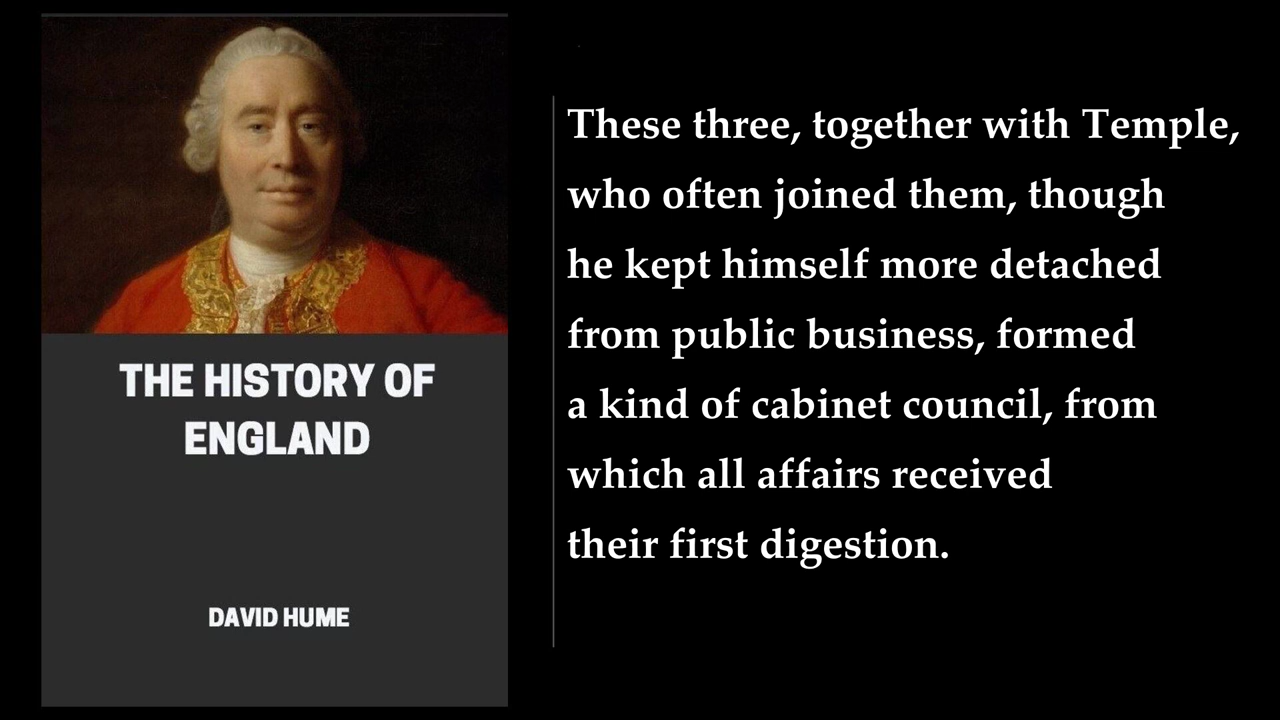 THE HISTORY OF
ENGLAND
DAVID HUME
These three, together with Temple,
who often joined them, though
he kept himself more detached
from public business, formed
a kind of cabinet council, from
which all affairs received
their first digestion.